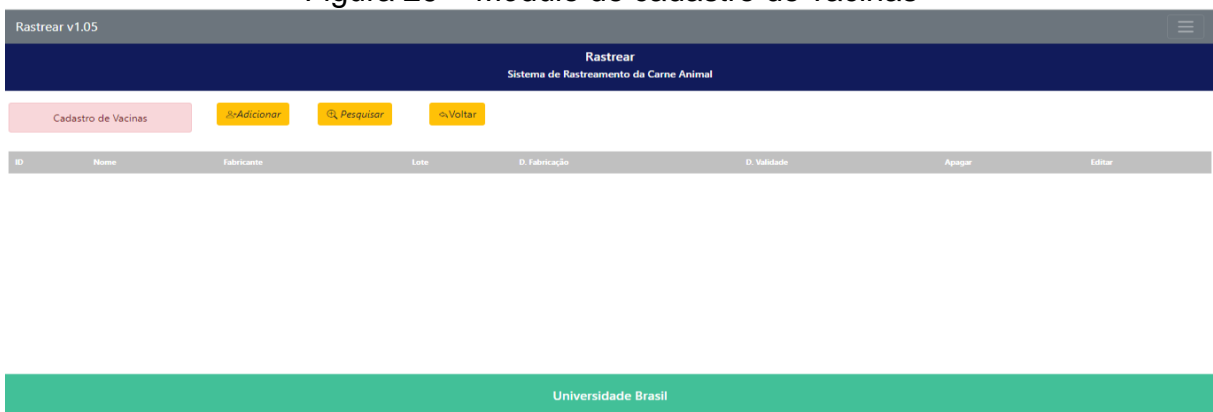 Rastrear v1.05
Rastrear
Sistema de Rastreamento da Carne Animal
Cadastro de Vacinas Adicionar Pesquisar Voltar
ID Nome Fabricante Lote D. Fabricação D. Validade Apagar Editar
Universidade Brasil